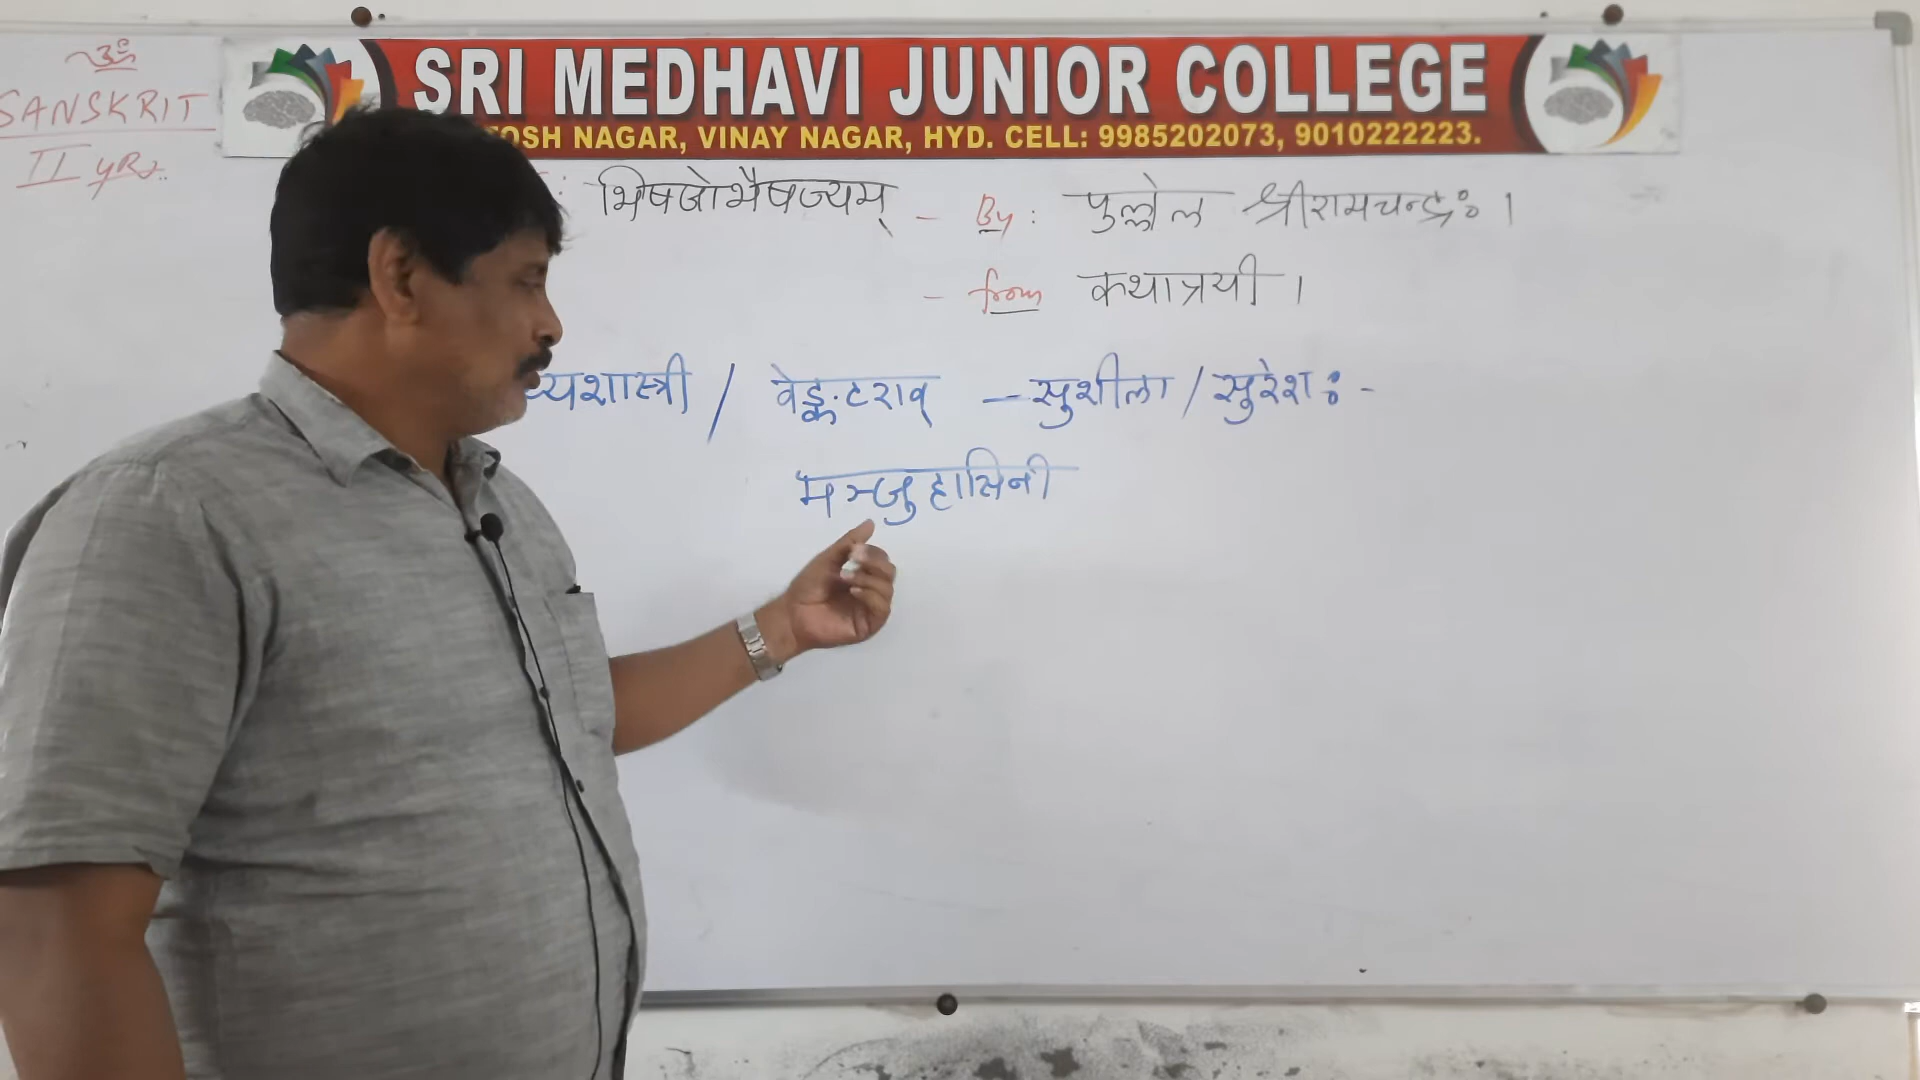 ॐ
SANSKRIT
II yRs.
SRI MEDHAVI JUNIOR COLLEGE
NAGAR, VINAY NAGAR, HYD. CELL: 9985202073, 9010222223.
: भिषजोभैषज्यम् - By: पुल्लेल श्रीरामचन्द्रः ।
- from कथात्रयी ।
/ वेङ्कटराव् - सुशीला / सुरेशः -
मञ्जुहासिनी